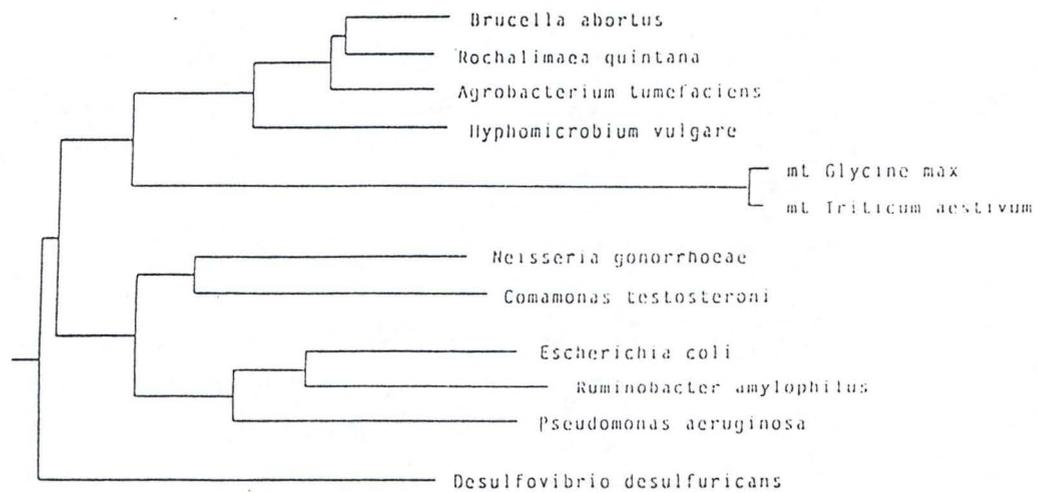 Brucella abortus
Rochalimaea quintana
Agrobacterium tumefaciens
Hyphomicrobium vulgare
mt Glycine max
mt Triticum aestivum
Neisseria gonorrhoeae
Comamonas testosteroni
Escherichia coli
Ruminobacter amylophilus
Pseudomonas aeruginosa
Desulfovibrio desulfuricans